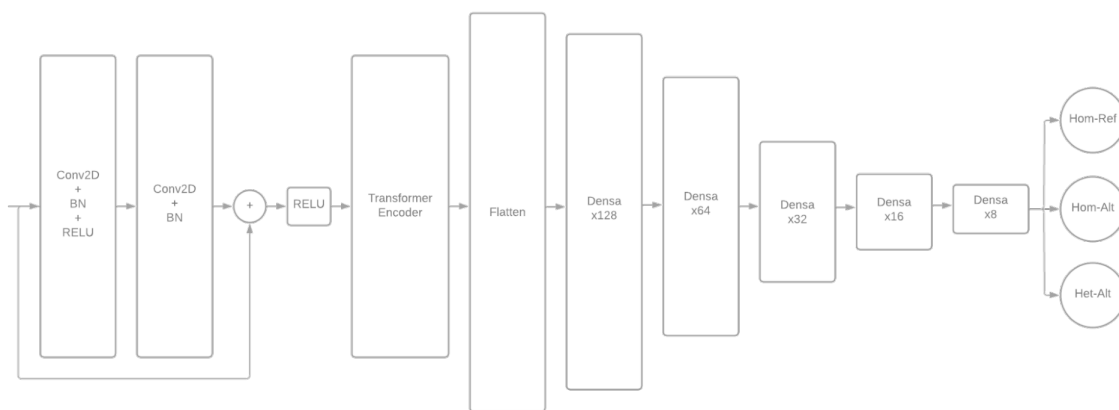 Conv2D
+
BN
+
RELU
Conv2D
+
BN
+
RELU
Transformer
Encoder
Flatten
Densa
x128
Densa
x64
Densa
x32
Densa
x16
Densa
x8
Hom-Ref
Hom-Alt
Het-Alt